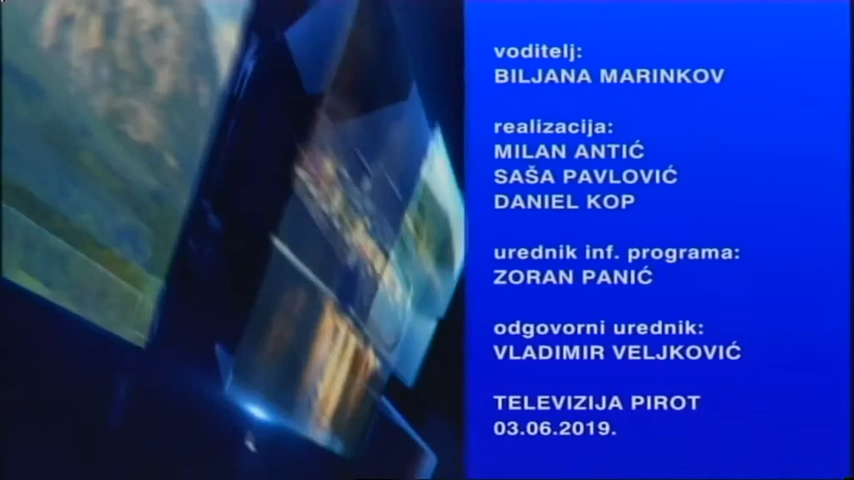 voditelj:
BILJANA MARINKOV
realizacija:
MILAN ANTIĆ
SAŠA PAVLOVIĆ
DANIEL KOP
urednik inf. programa:
ZORAN PANIĆ
odgovorni urednik:
VLADIMIR VELJKOVIĆ
TELEVIZIJA PIROT
03.06.2019.